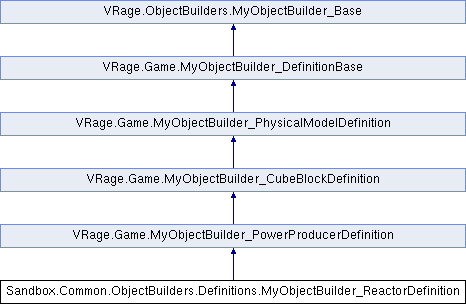 VRage.ObjectBuilders.MyObjectBuilder_Base
VRage.Game.MyObjectBuilder_DefinitionBase
VRage.Game.MyObjectBuilder_PhysicalModelDefinition
VRage.Game.MyObjectBuilder_CubeBlockDefinition
VRage.Game.MyObjectBuilder_PowerProducerDefinition
Sandbox.Common.ObjectBuilders.Definitions.MyObjectBuilder_ReactorDefinition